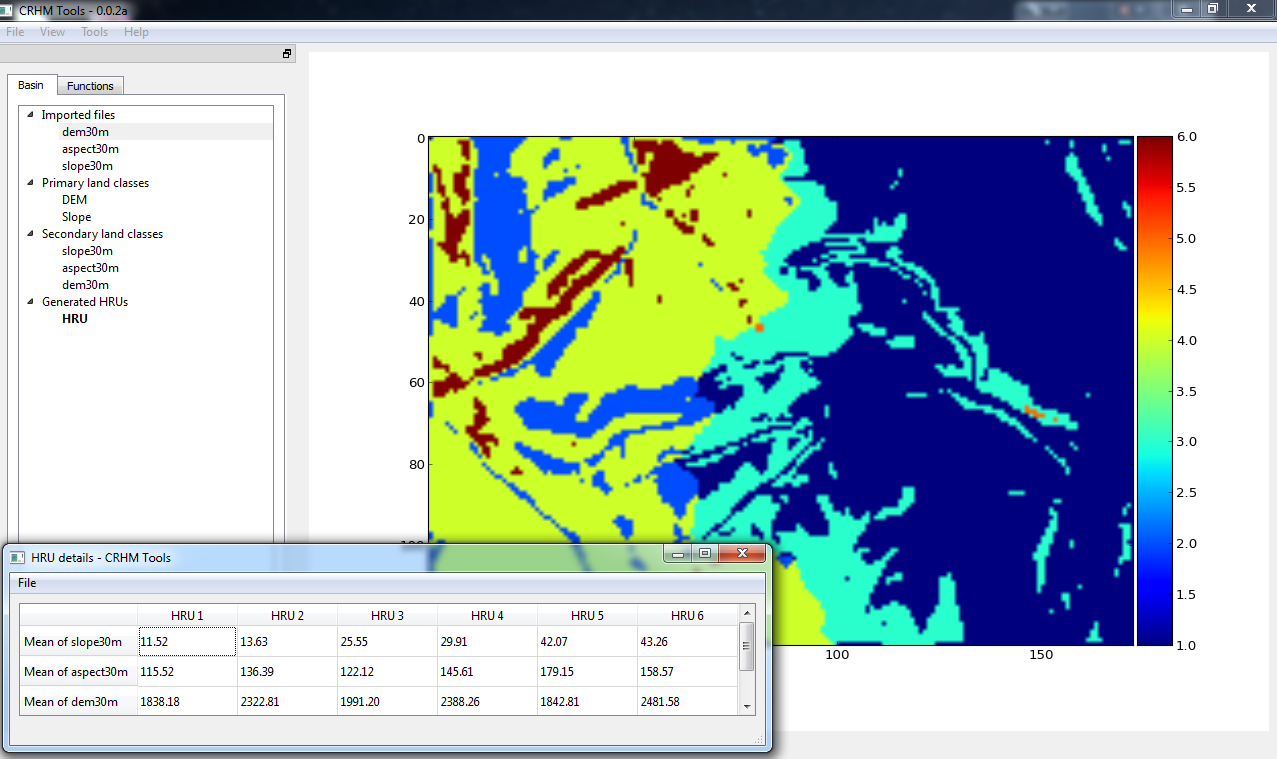 CRHM Tools - 0.0.2a
File View Tools Help
Basin Functions
Imported files
dem30m
aspect30m
slope30m
Primary land classes
DEM
Slope
Secondary land classes
slope30m
aspect30m
dem30m
Generated HRUs
HRU
0
20
40
60
80
100
100 150
6.0
5.5
5.0
4.5
4.0
3.5
3.0
2.5
2.0
1.5
1.0
HRU details - CRHM Tools
File
HRU 1 HRU 2 HRU 3 HRU 4 HRU 5 HRU 6
Mean of slope30m 11.52 13.63 25.55 29.91 42.07 43.26
Mean of aspect30m 115.52 136.39 122.12 145.61 179.15 158.57
Mean of dem30m 1838.18 2322.81 1991.20 2388.26 1842.81 2481.58